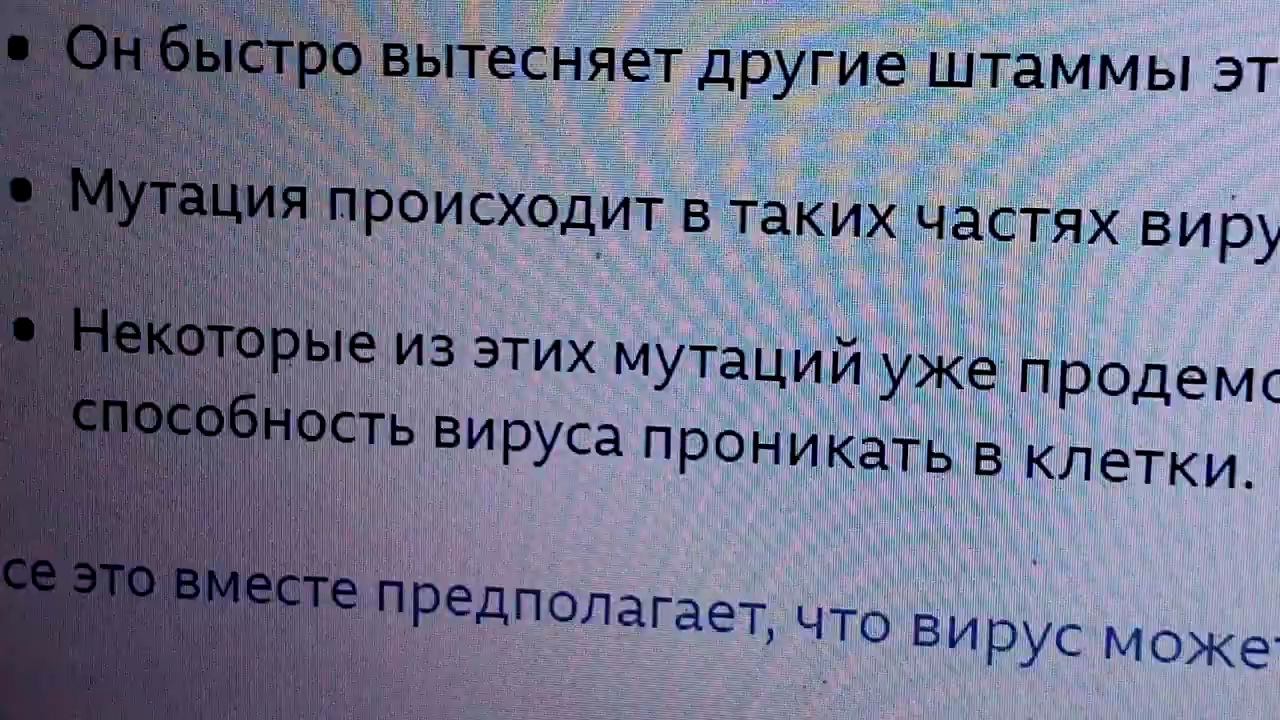 • Он быстро вытесняет другие штаммы эт
• Мутация происходит в таких частях виру
• Некоторые из этих мутаций уже продемо
способность вируса проникать в клетки.
се это вместе предполагает, что вирус может